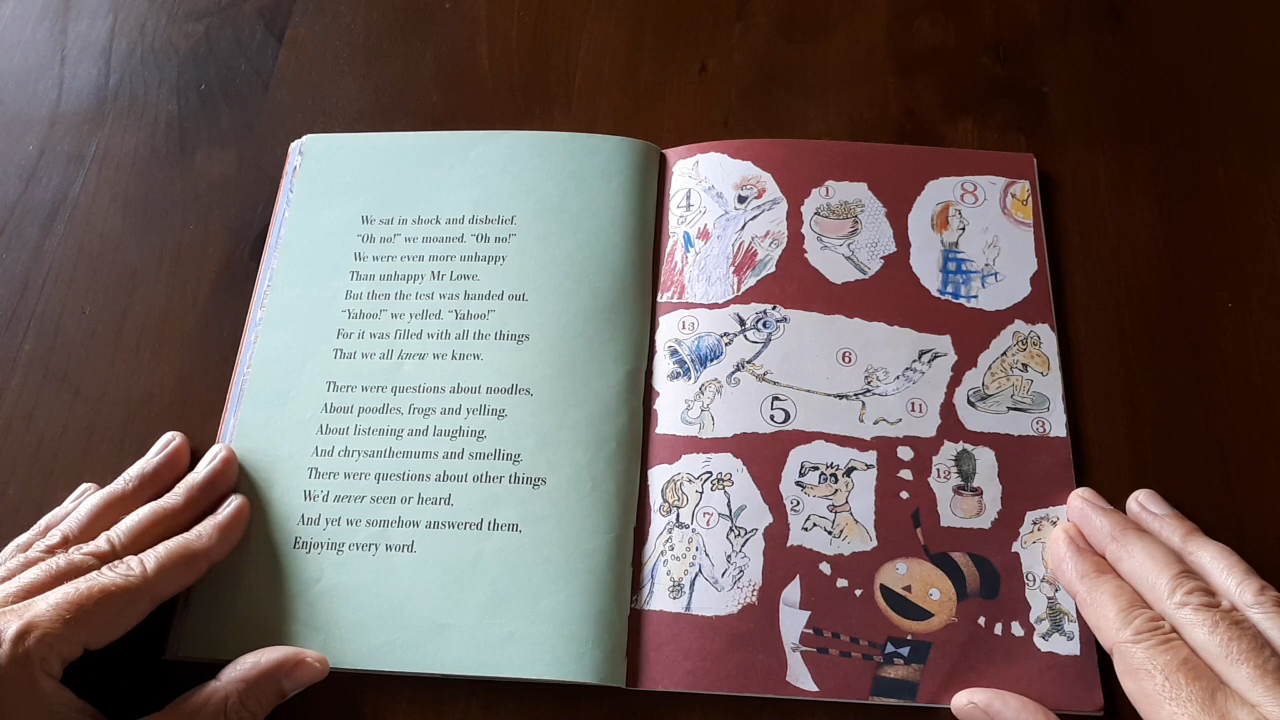 We sat in shock and disbelief.
“Oh no!” we moaned. “Oh no!”
We were even more unhappy
Than unhappy Mr Lowe.
But then the test was handed out.
“Yahoo!” we yelled. “Yahoo!”
For it was filled with all the things
That we all knew we knew.
There were questions about noodles,
About poodles, frogs and yelling,
About listening and laughing,
And chrysanthemums and smelling.
There were questions about other things
We’d never seen or heard,
And yet we somehow answered them,
Enjoying every word.
4
1
8
13
6
5
11
3
7
2
12
9